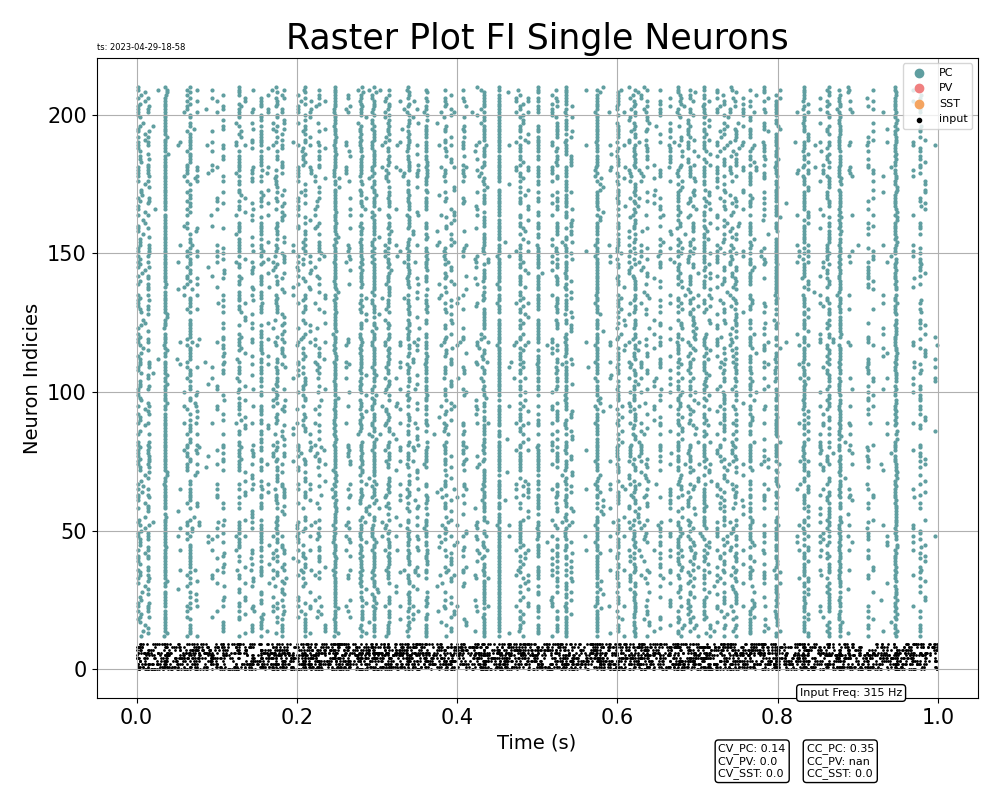 Raster Plot FI Single Neurons
ts: 2023-04-29-18-58
PC
PV
SST
input
200
150
100
50
0
Neuron Indicies
0.0 0.2 0.4 0.6 0.8 1.0
Time (s)
Input Freq: 315 Hz
CV_PC: 0.14
CV_PV: 0.0
CV_SST: 0.0
CC_PC: 0.35
CC_PV: nan
CC_SST: 0.0